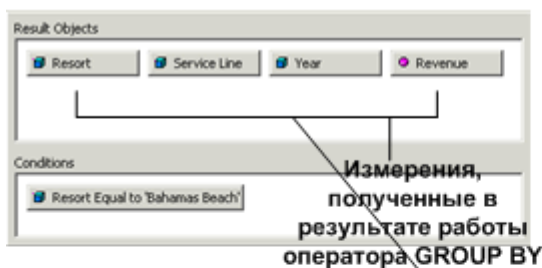 Result Objects
Resort
Service Line
Year
Revenue
Conditions
Resort Equal to 'Bahamas Beach'
Измерения,
полученные в
результате работы
оператора GROUP BY